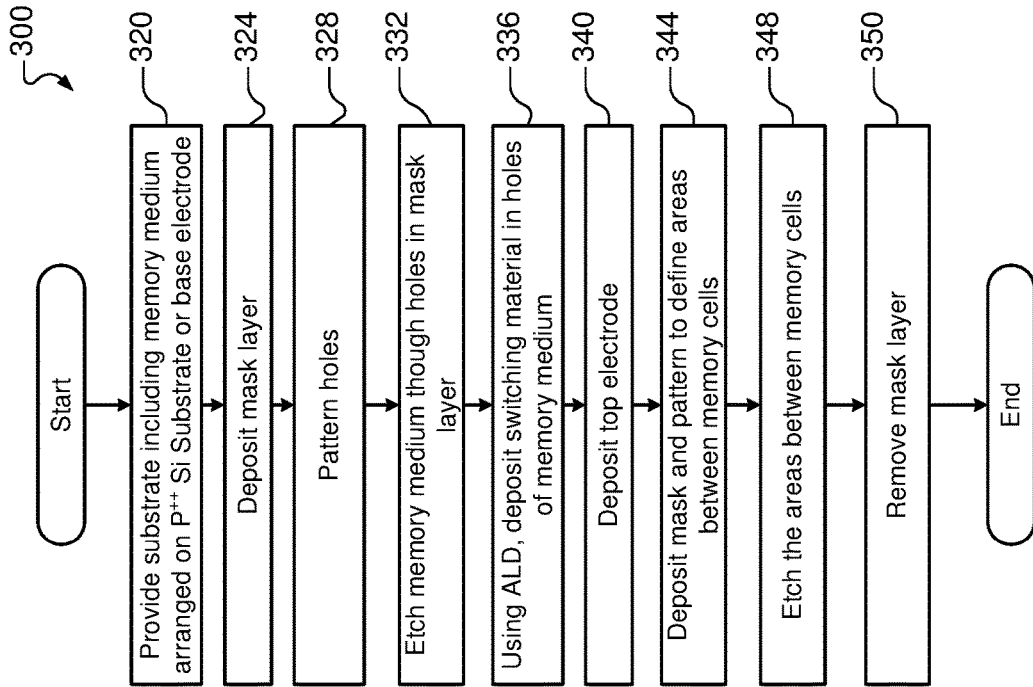 300
Start
Provide substrate including memory medium
arranged on P++ Si Substrate or base electrode
320
Deposit mask layer
324
Pattern holes
328
Etch memory medium though holes in mask
layer
332
Using ALD, deposit switching material in holes
of memory medium
336
Deposit top electrode
340
Deposit mask and pattern to define areas
between memory cells
344
Etch the areas between memory cells
348
Remove mask layer
350
End